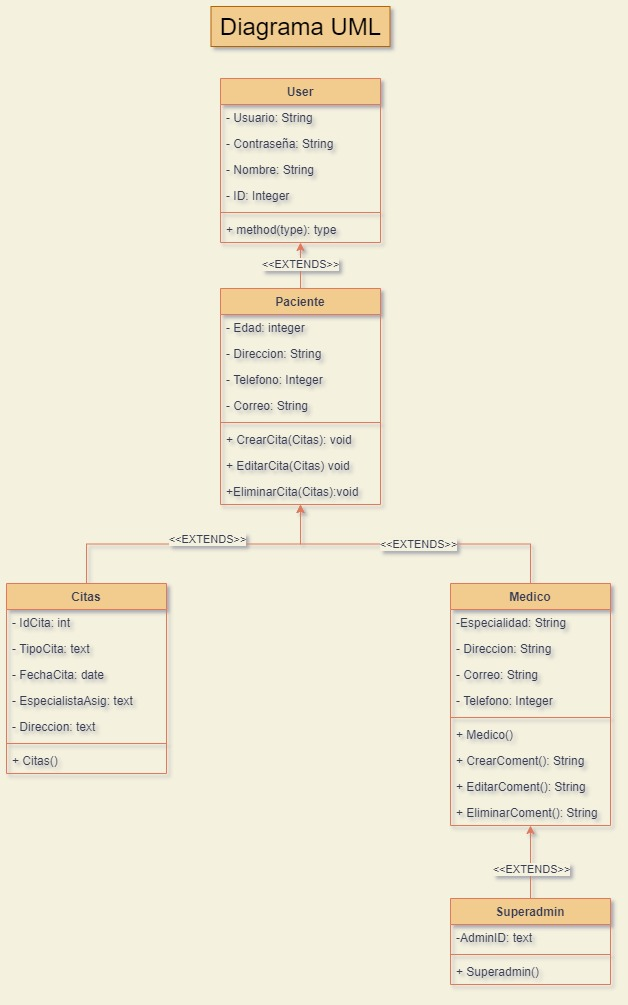 Diagrama UML
User
- Usuario: String
- Contraseña: String
- Nombre: String
- ID: Integer
+ method(type): type
<<EXTENDS>>
Paciente
- Edad: integer
- Direccion: String
- Telefono: Integer
- Correo: String
+ CrearCita(Citas): void
+ EditarCita(Citas) void
+EliminarCita(Citas):void
<<EXTENDS>>
<<EXTENDS>>
Citas
- IdCita: int
- TipoCita: text
- FechaCita: date
- EspecialistaAsig: text
- Direccion: text
+ Citas()
Medico
-Especialidad: String
- Direccion: String
- Correo: String
- Telefono: Integer
+ Medico()
+ CrearComent(): String
+ EditarComent(): String
+ EliminarComent(): String
<<EXTENDS>>
Superadmin
-AdminID: text
+ Superadmin()